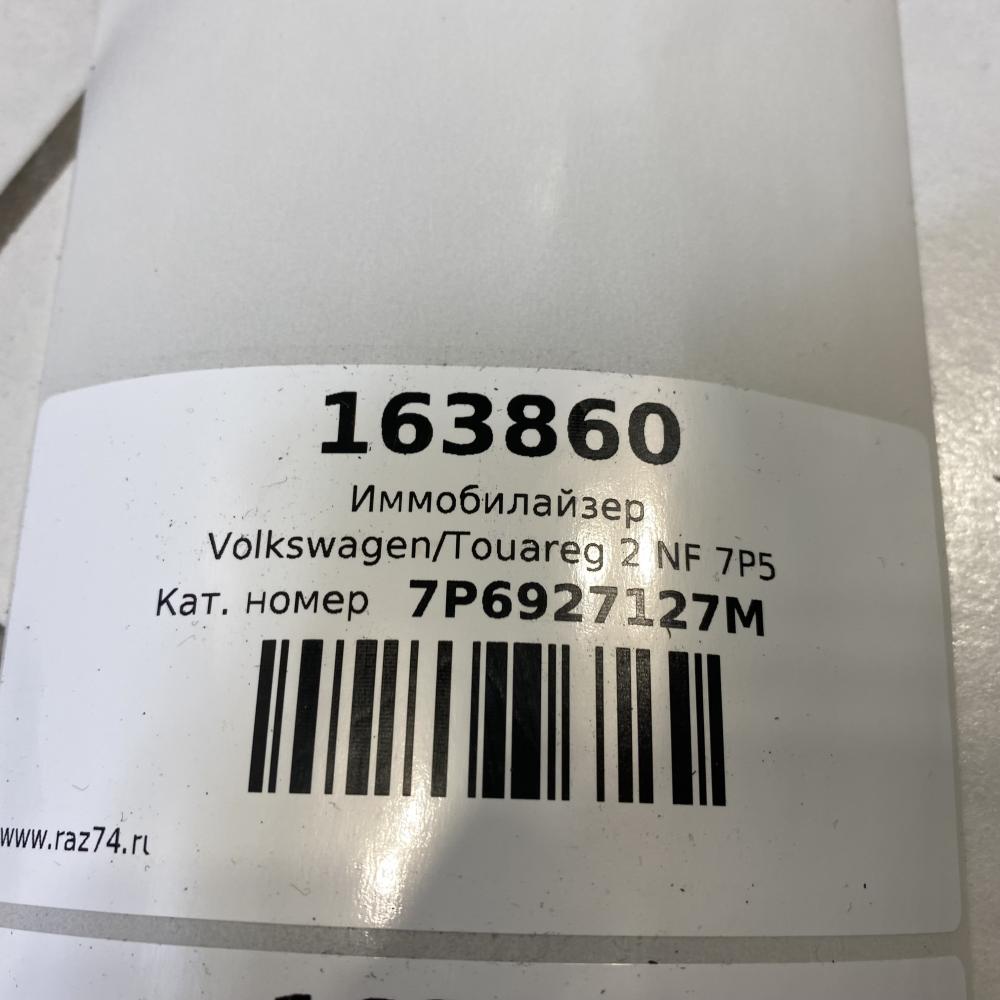 163860
Иммобилайзер
Volkswagen/Touareg 2 NF 7P5
Кат. номер 7P6927127M
www.raz74.ru